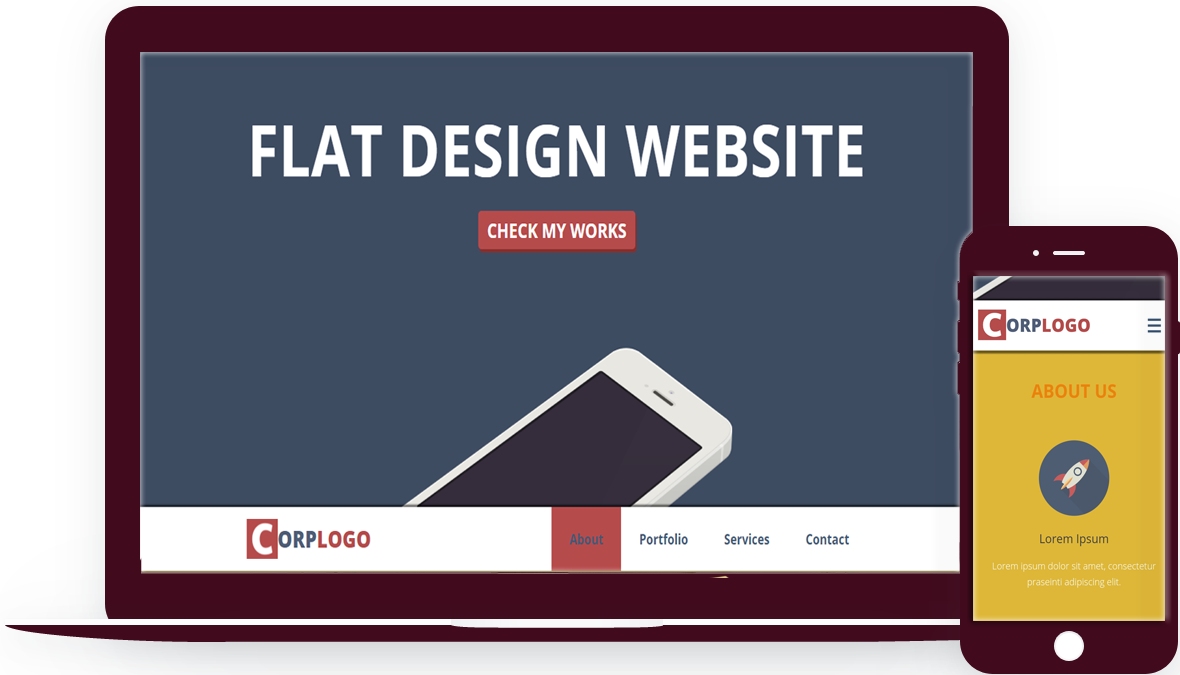 FLAT DESIGN WEBSITE
CHECK MY WORKS
CORPLOGO
About Portfolio Services Contact
CORPLOGO
ABOUT US
Lorem Ipsum
Lorem ipsum dolor sit amet, consectetur
praseinti adipiscing elit.